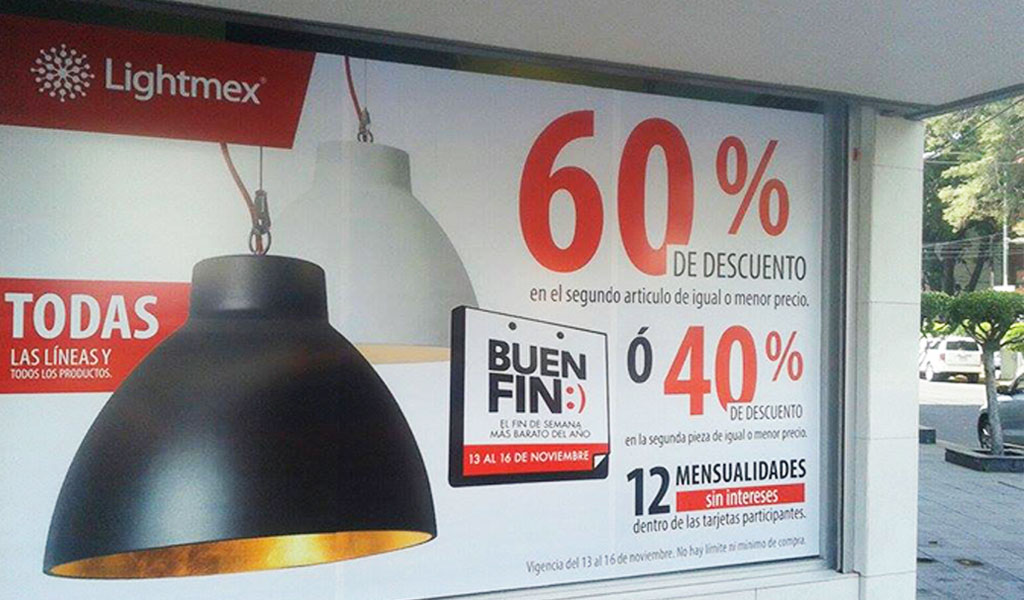 Lightmex®
TODAS
LAS LÍNEAS Y
TODOS LOS PRODUCTOS.
60%
DE DESCUENTO
en el segundo articulo de igual o menor precio.
BUEN
FIN:)
EL FIN DE SEMANA
MÁS BARATO DEL AÑO
13 AL 16 DE NOVIEMBRE
Ó 40%
DE DESCUENTO
en la segunda pieza de igual o menor precio.
12 MENSUALIDADES
sin intereses
dentro de las tarjetas participantes.
Vigencia del 13 al 16 de noviembre. No hay límite ni mínimo de compra.